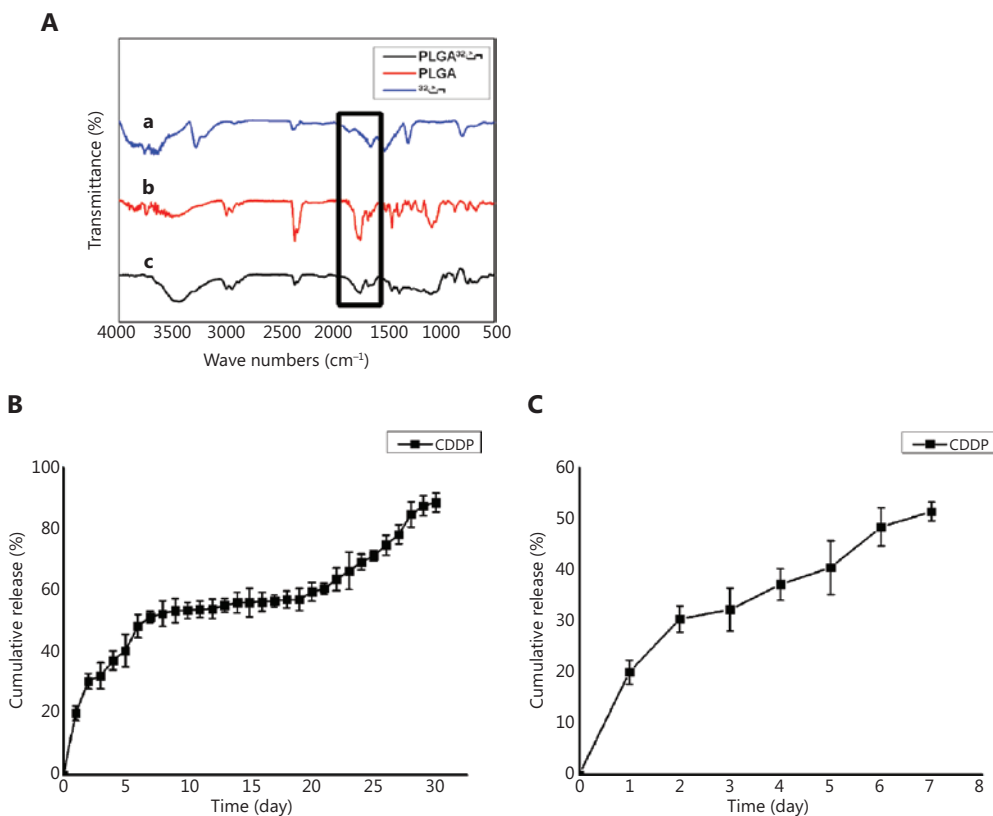 A
PLGA
PLGA
a
b
c
Transmittance (%)
4000 3500 3000 2500 2000 1500 1000 500
Wave numbers (cm⁻¹)
B
CDDP
100
80
60
40
20
0
Cumulative release (%)
0 5 10 15 20 25 30
Time (day)
C
CDDP
60
50
40
30
20
10
0
Cumulative release (%)
0 1 2 3 4 5 6 7 8
Time (day)